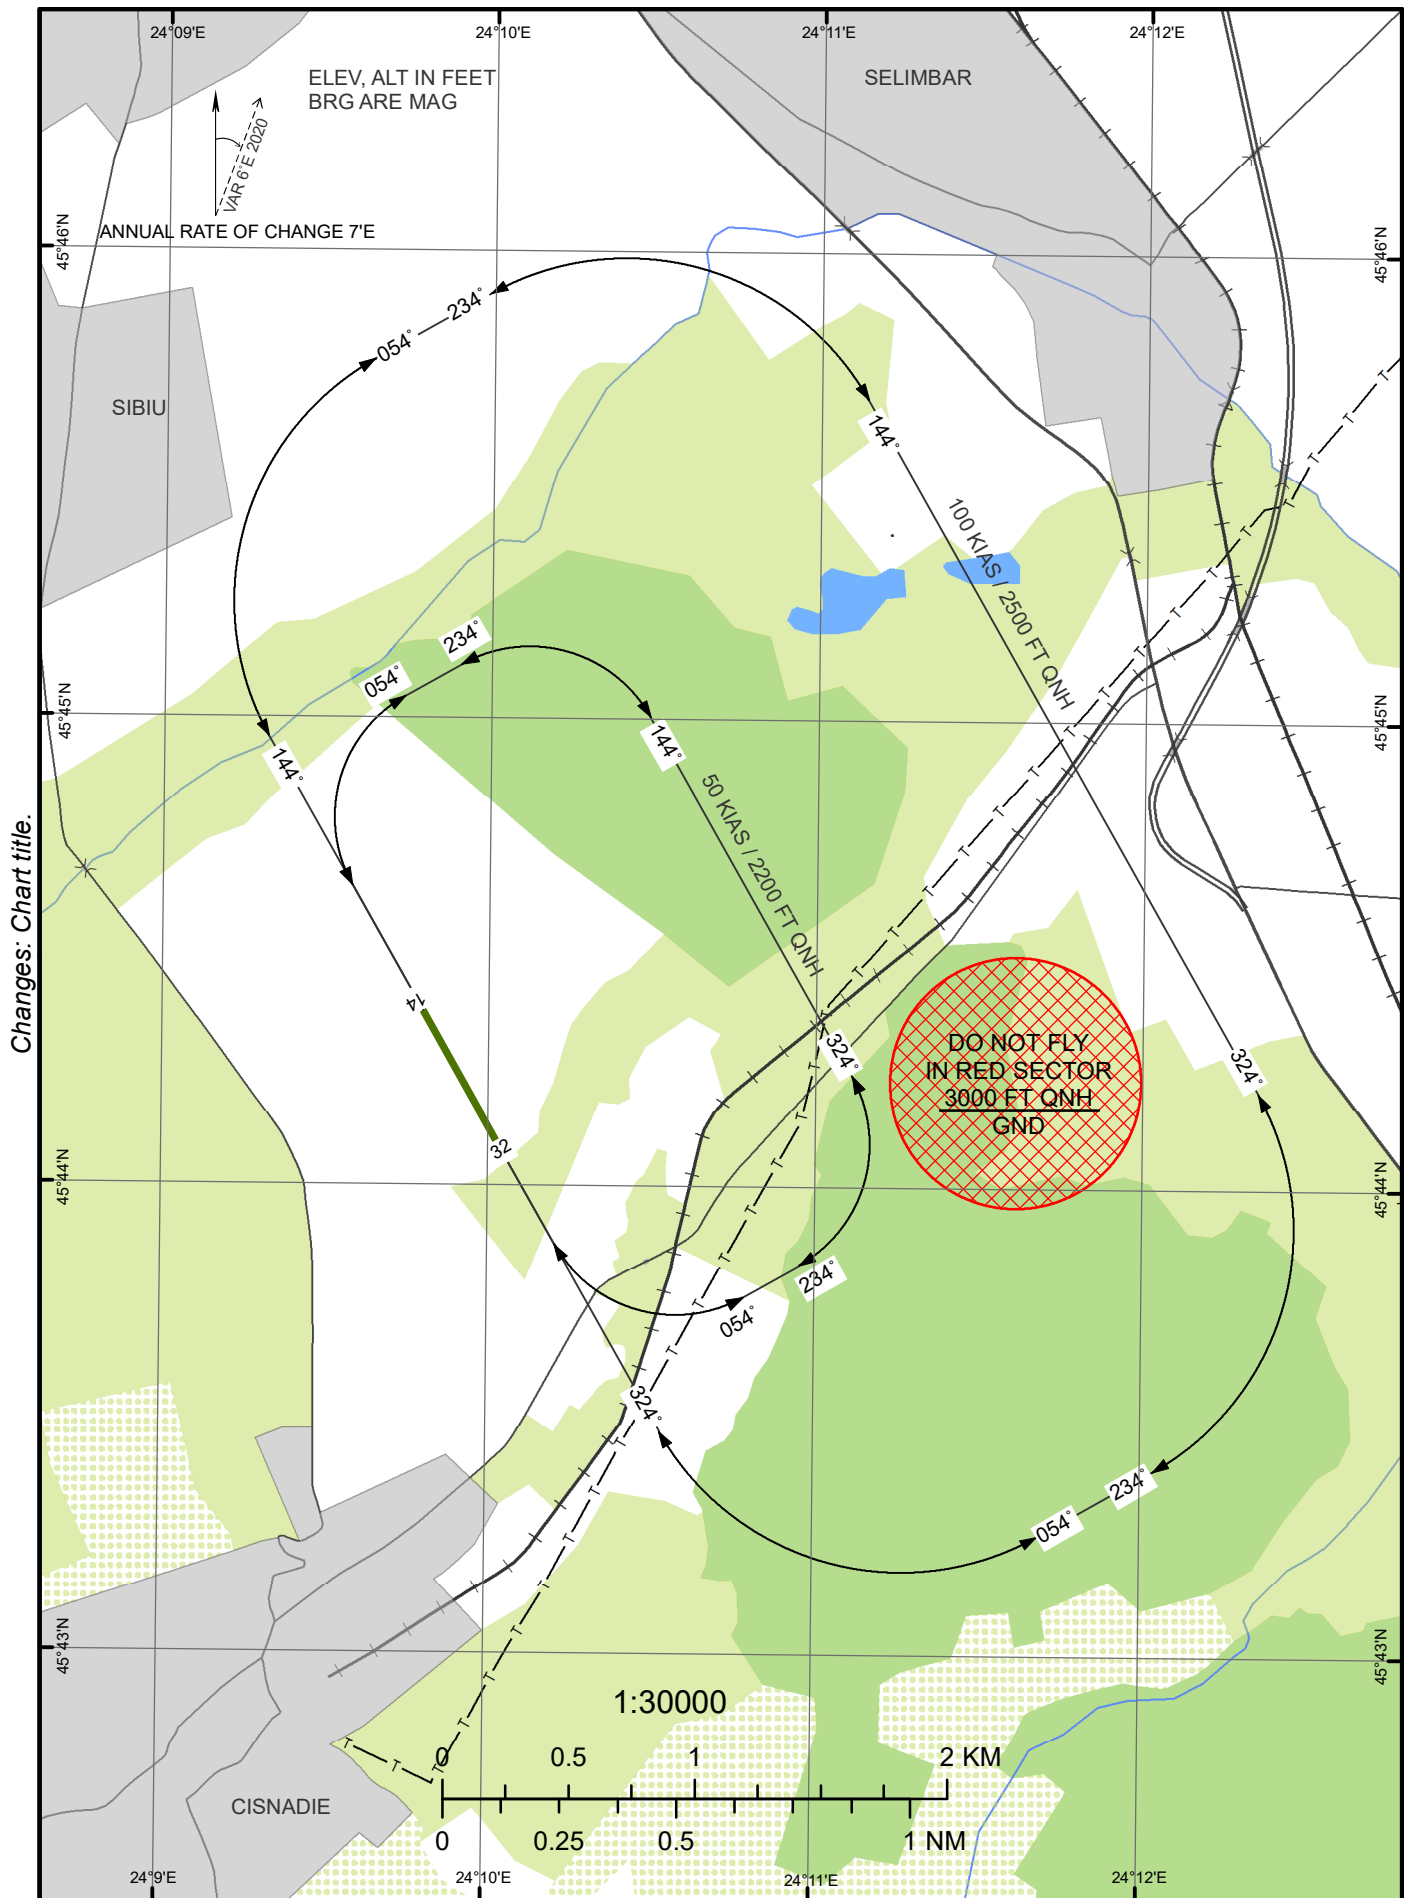 24°09'E
24°10'E
24°11'E
24°12'E
ELEV, ALT IN FEET
BRG ARE MAG
SELIMBAR
VAR 6°E 2020
ANNUAL RATE OF CHANGE 7'E
45°46'N
45°46'N
234°
054°
SIBIU
144°
100 KIAS / 2500 FT QNH
234°
054°
45°45'N
45°45'N
144°
144°
50 KIAS / 2200 FT QNH
Changes: Chart title.
14
324°
DO NOT FLY
IN RED SECTOR
3000 FT QNH
GND
324°
32
45°44'N
45°44'N
234°
054°
324°
234°
054°
45°43'N
45°43'N
1:30000
0
0.5
1
2 KM
CISNADIE
0
0.25
0.5
1 NM
24°9'E
24°10'E
24°11'E
24°12'E
T T T T T T T T T T T T T T T T T T T T T T T T T T T